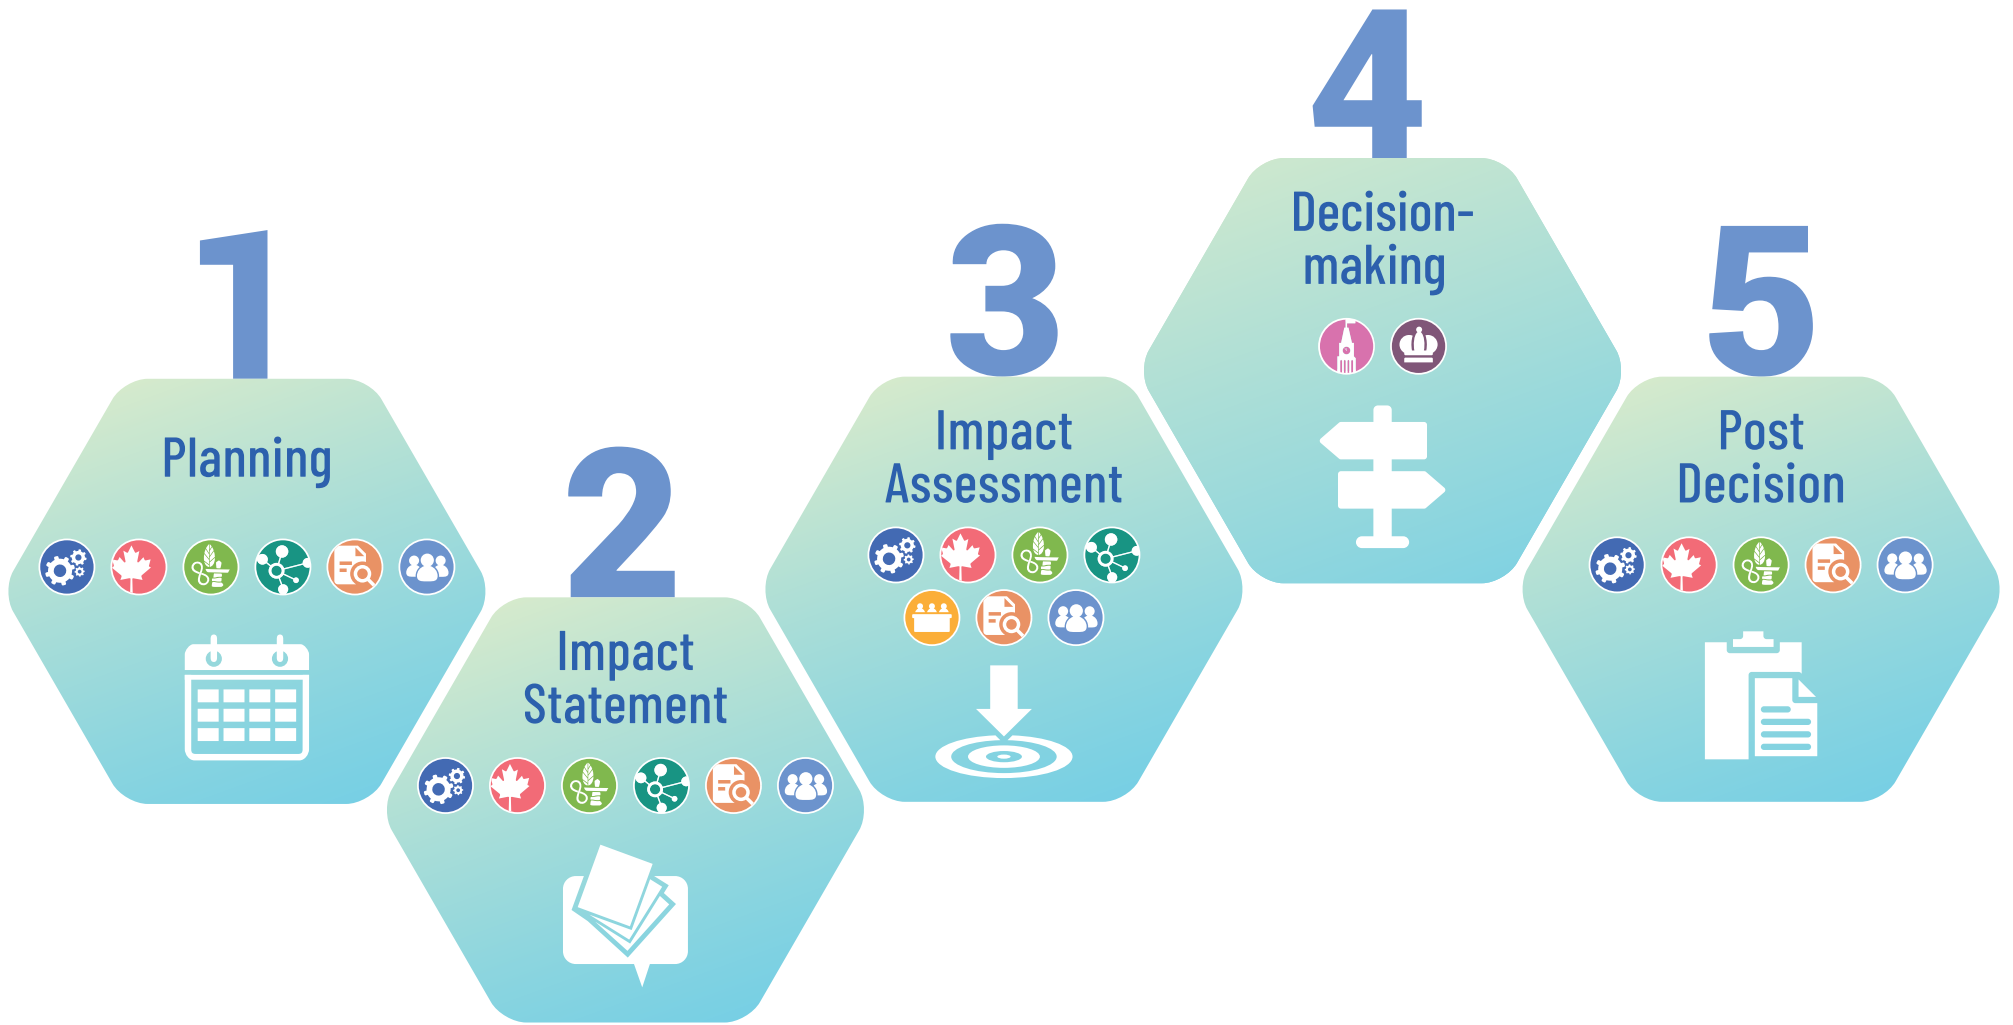 1
Planning
2
Impact
Statement
3
Impact
Assessment
4
Decision-
making
5
Post
Decision